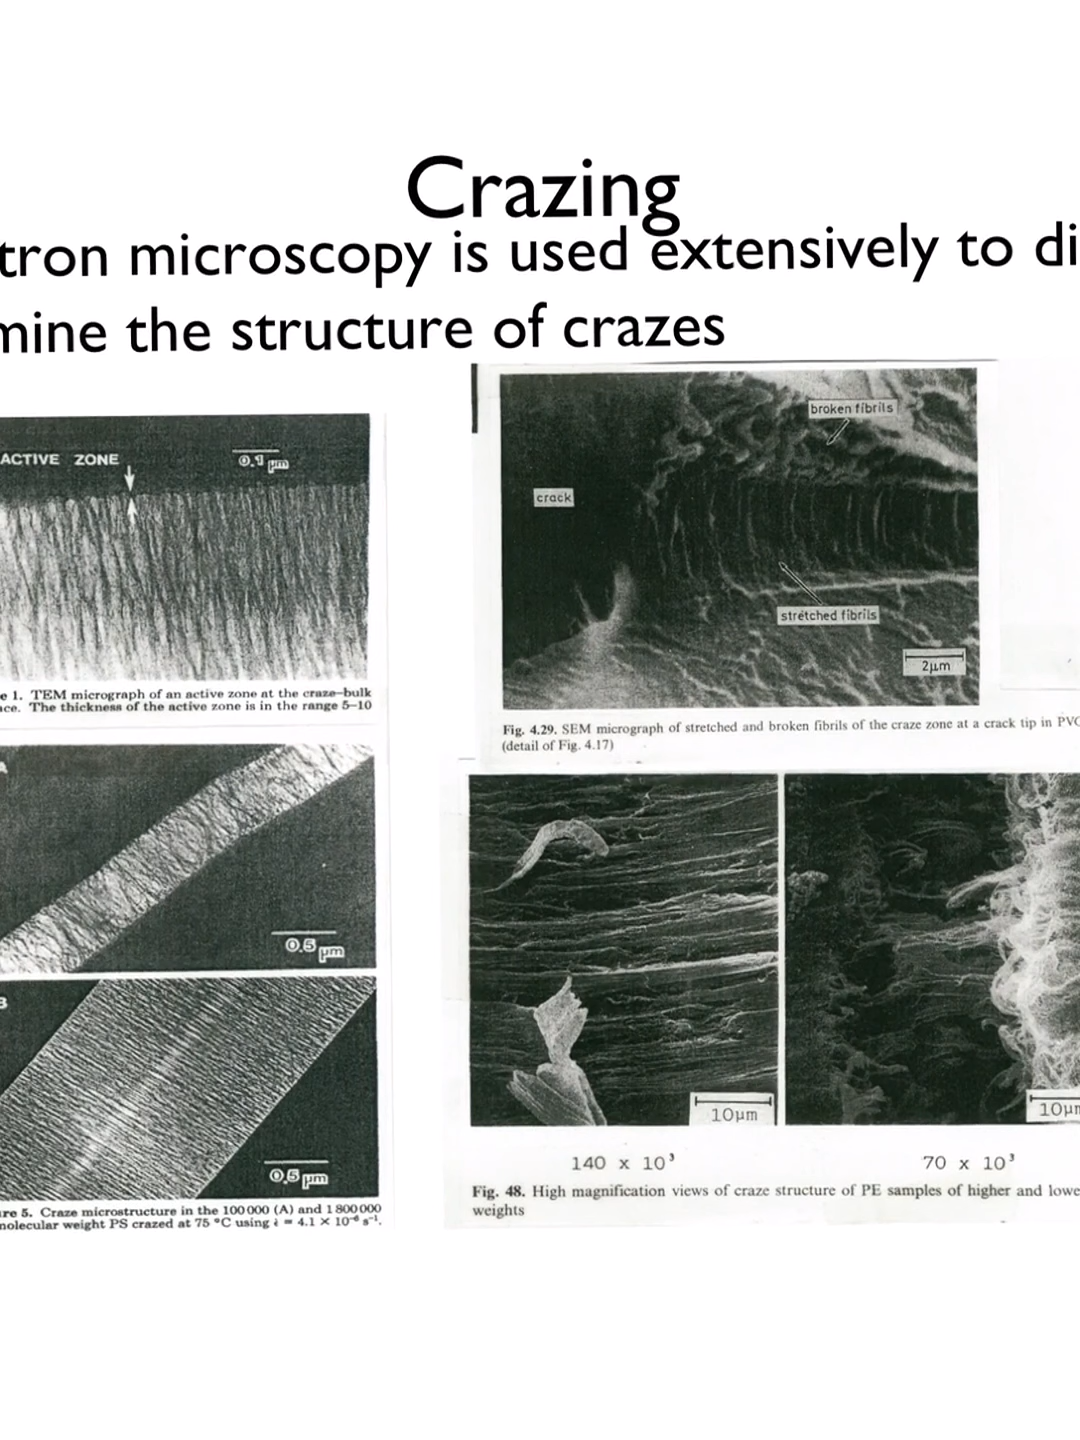 Crazing
tron microscopy is used extensively to di
mine the structure of crazes
ACTIVE ZONE
0.1 µm
e 1. TEM micrograph of an active zone at the craze–bulk
ace. The thickness of the active zone is in the range 5–10
A
0.5 µm
B
0.5 µm
ure 5. Craze microstructure in the 100000 (A) and 1800000
molecular weight PS crazed at 75 °C using = 4.1 × 10⁻⁶ s⁻¹.
broken fibrils
crack
stretched fibrils
2µm
Fig. 4.29. SEM micrograph of stretched and broken fibrils of the craze zone at a crack tip in PVC
(detail of Fig. 4.17)
10µm
10µm
140 x 10³
70 x 10³
Fig. 48. High magnification views of craze structure of PE samples of higher and lowe
weights